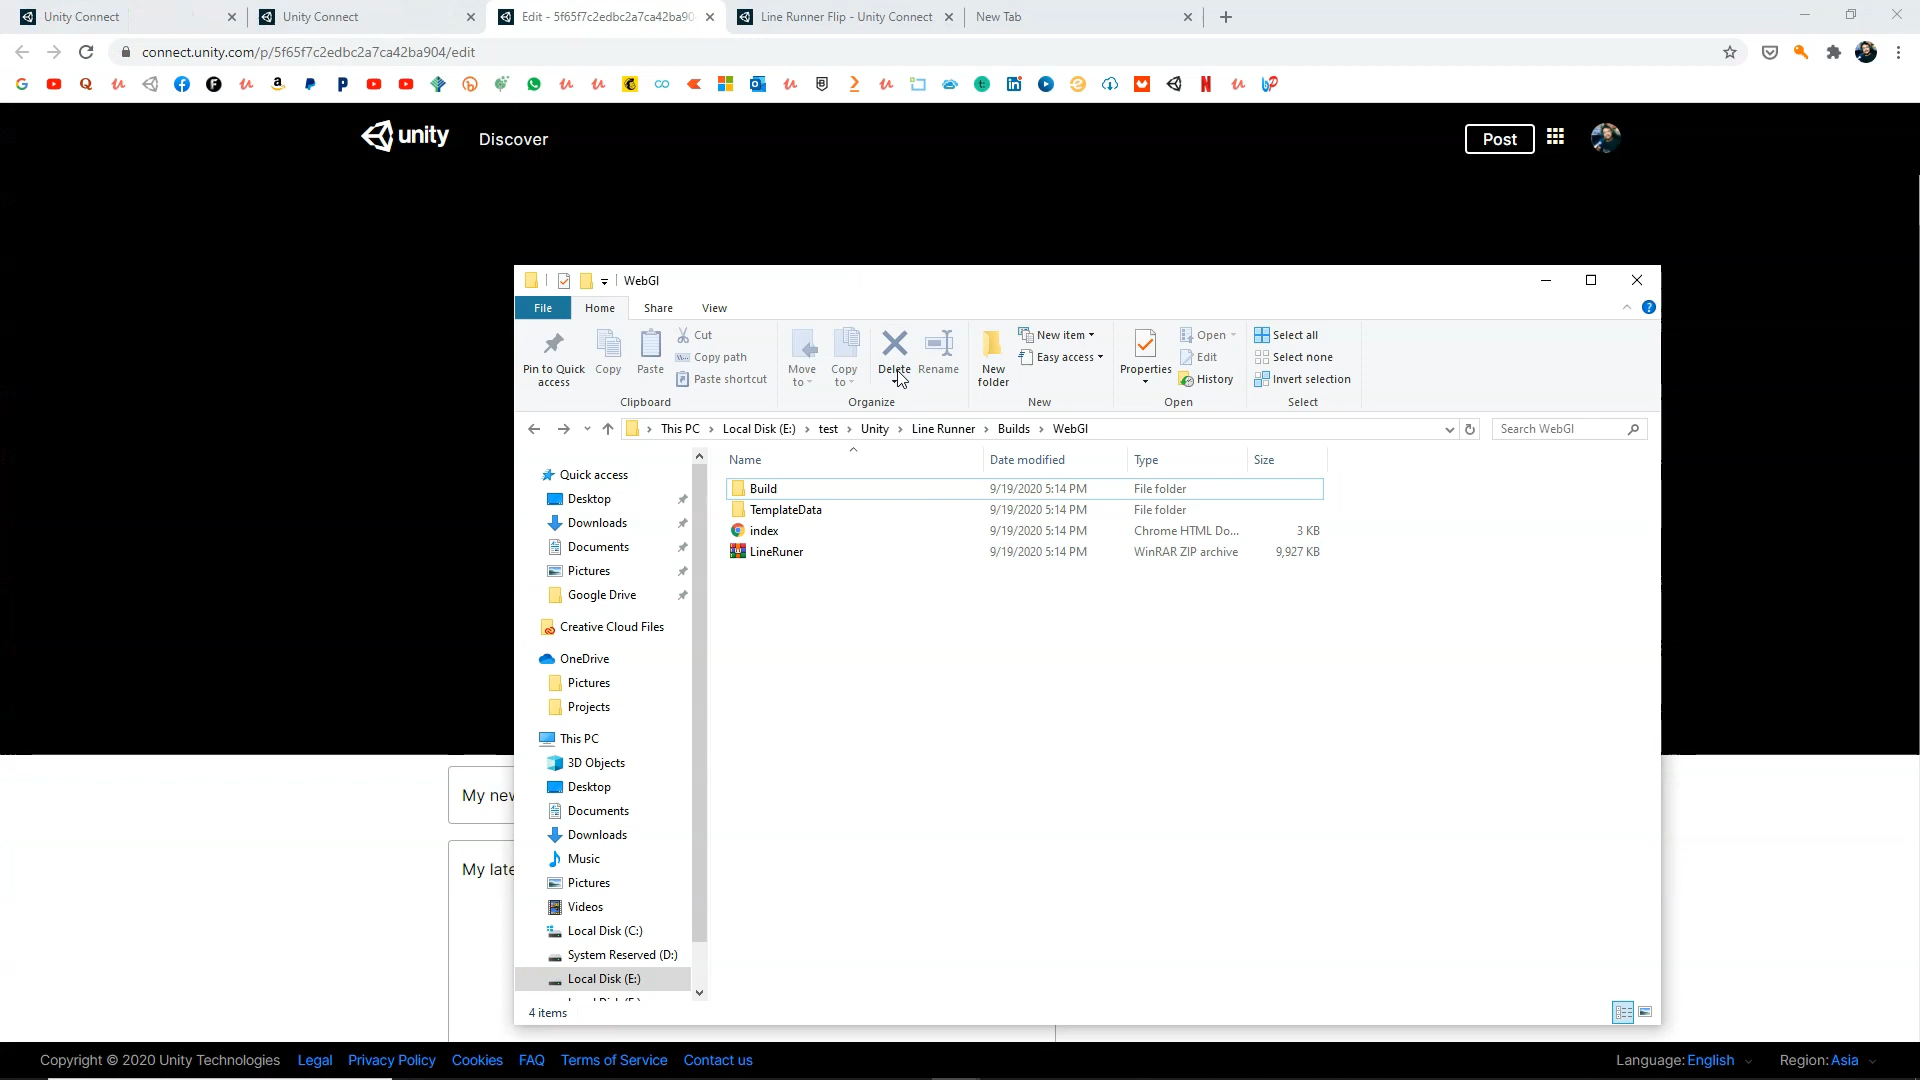 Unity Connect
Unity Connect
Edit - 5f65f7c2edbc2a7ca42ba90
Line Runner Flip - Unity Connect
New Tab
connect.unity.com/p/5f65f7c2edbc2a7ca42ba904/edit
unity
Discover
Post
WebGl
File
Home
Share
View
Pin to Quick access
Copy
Paste
Cut
Copy path
Paste shortcut
Clipboard
Move to
Copy to
Delete
Rename
Organize
New folder
New item
Easy access
New
Properties
Open
Edit
History
Open
Select all
Select none
Invert selection
Select
This PC > Local Disk (E:) > test > Unity > Line Runner > Builds > WebGl
Search WebGl
Name Date modified Type Size
Build 9/19/2020 5:14 PM File folder
TemplateData 9/19/2020 5:14 PM File folder
index 9/19/2020 5:14 PM Chrome HTML Do... 3 KB
LineRuner 9/19/2020 5:14 PM WinRAR ZIP archive 9,927 KB
Quick access
Desktop
Downloads
Documents
Pictures
Google Drive
Creative Cloud Files
OneDrive
Pictures
Projects
This PC
3D Objects
Desktop
Documents
Downloads
Music
Pictures
Videos
Local Disk (C:)
System Reserved (D:)
Local Disk (E:)
4 items
My new
My late
Copyright © 2020 Unity Technologies Legal Privacy Policy Cookies FAQ Terms of Service Contact us
Language: English
Region: Asia